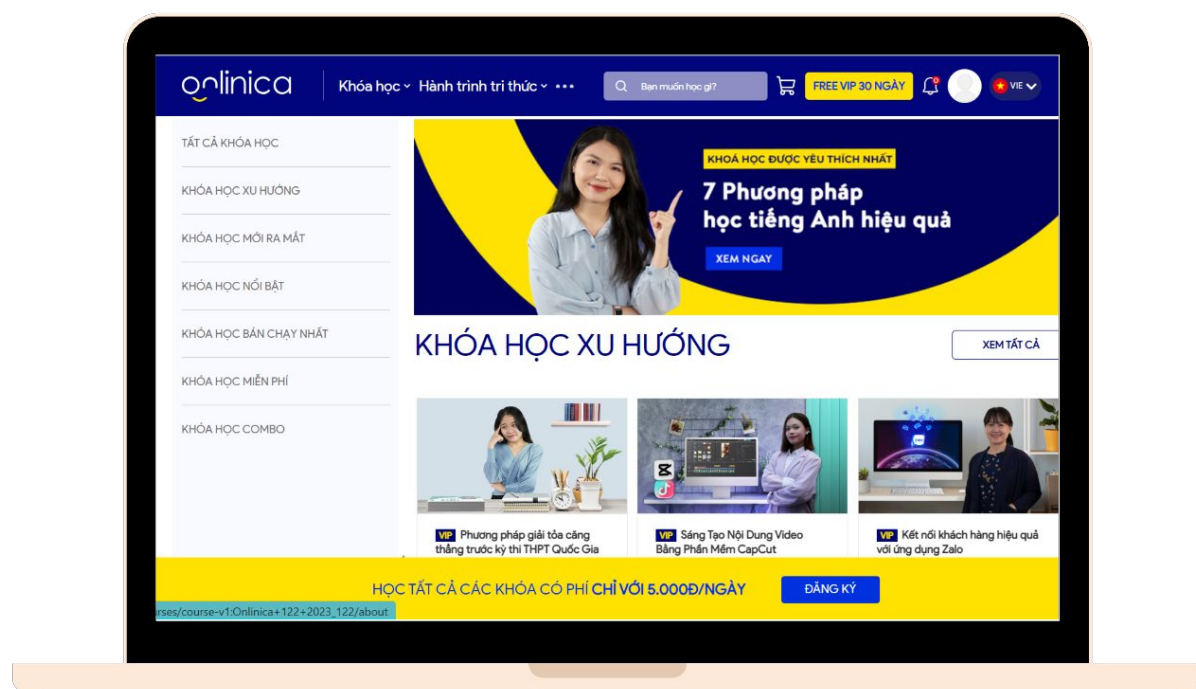 onlinica
Khóa học
Hành trình tri thức
Bạn muốn học gì?
FREE VIP 30 NGÀY
VIE
TẤT CẢ KHÓA HỌC
KHÓA HỌC XU HƯỚNG
KHÓA HỌC MỚI RA MẮT
KHÓA HỌC NỔI BẬT
KHÓA HỌC BÁN CHẠY NHẤT
KHÓA HỌC MIỄN PHÍ
KHÓA HỌC COMBO
KHOÁ HỌC ĐƯỢC YÊU THÍCH NHẤT
7 Phương pháp
học tiếng Anh hiệu quả
XEM NGAY
KHÓA HỌC XU HƯỚNG
XEM TẤT CẢ
VIP Phương pháp giải tỏa căng
thẳng trước kỳ thi THPT Quốc Gia
VIP Sáng Tạo Nội Dung Video
Bằng Phần Mềm CapCut
VIP Kết nối khách hàng hiệu quả
với ứng dụng Zalo
HỌC TẤT CẢ CÁC KHÓA CÓ PHÍ CHỈ VỚI 5.000Đ/NGÀY
ĐĂNG KÝ
rses/course-v1:Onlinica+122+2023_122/about